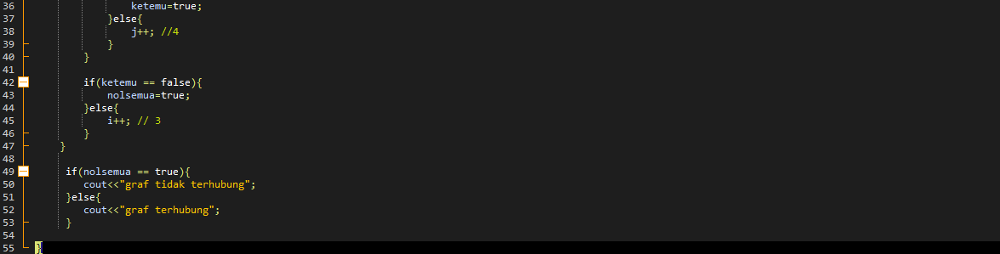 36 ketemu=true;
37 }else{
38 j++; //4
39 }
40 }
41
42 if(ketemu == false){
43 nolsemua=true;
44 }else{
45 i++; // 3
46 }
47 }
48
49 if(nolsemua == true){
50 cout<<"graf tidak terhubung";
51 }else{
52 cout<<"graf terhubung";
53 }
54
55 }